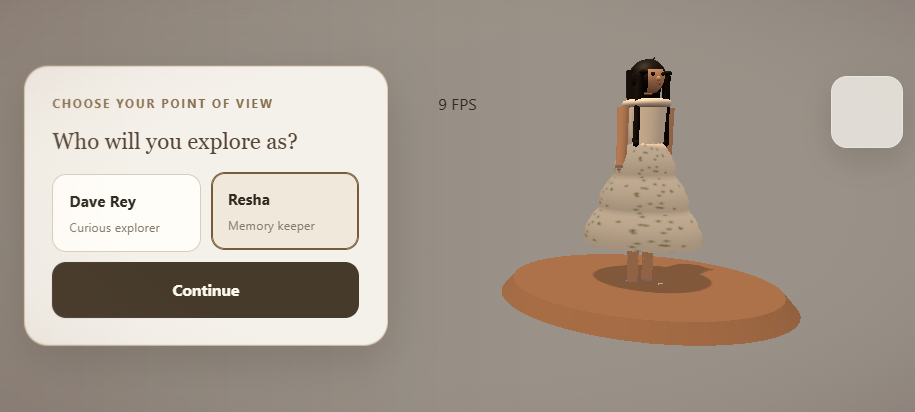 CHOOSE YOUR POINT OF VIEW
Who will you explore as?
Dave Rey
Curious explorer
Resha
Memory keeper
Continue
9 FPS